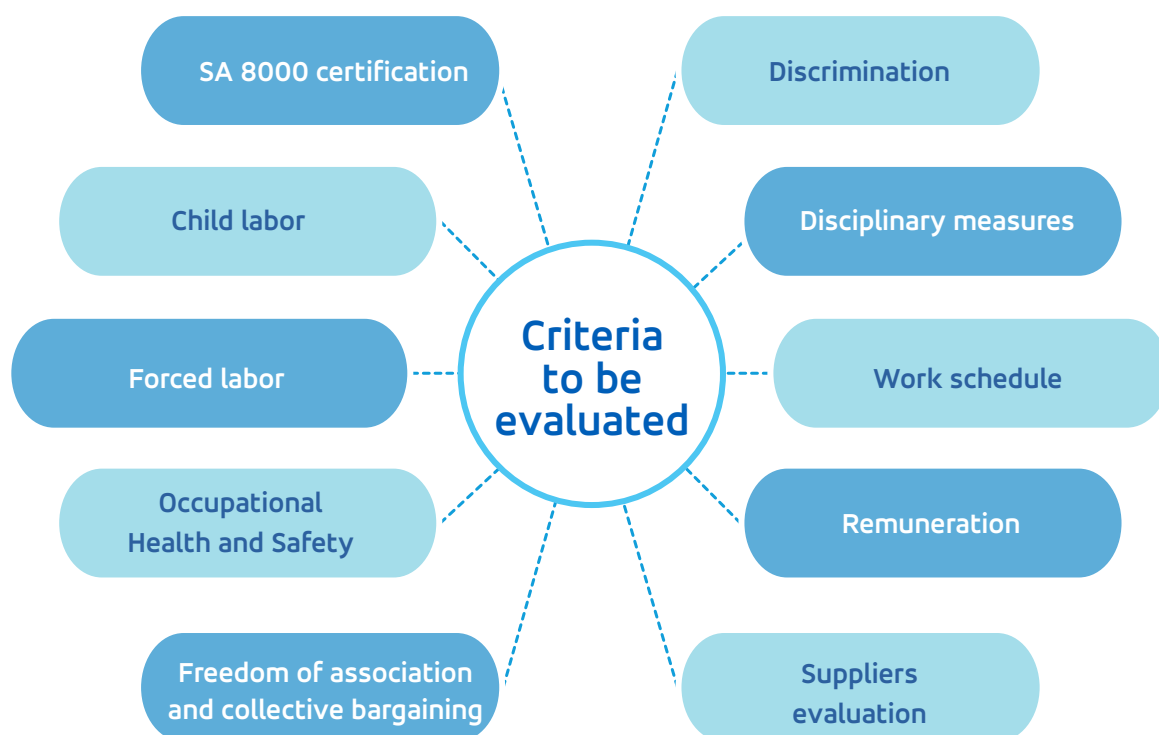 SA 8000 certification
Discrimination
Child labor
Disciplinary measures
Criteria
to be
evaluated
Forced labor
Work schedule
Occupational
Health and Safety
Remuneration
Freedom of association
and collective bargaining
Suppliers
evaluation